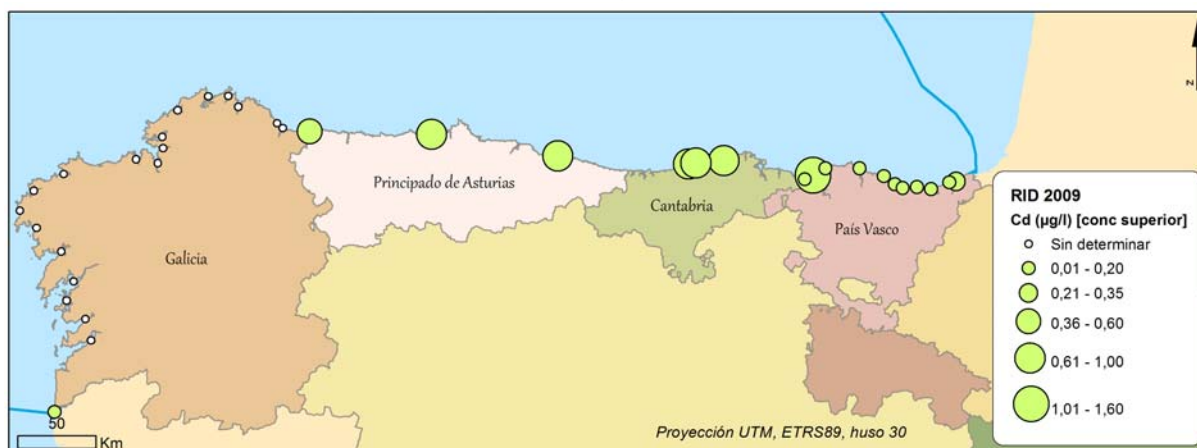 N
Galicia
Principado de Asturias
Cantabria
País Vasco
RID 2009
Cd (µg/l) [conc superior]
Sin determinar
0,01 - 0,20
0,21 - 0,35
0,36 - 0,60
0,61 - 1,00
1,01 - 1,60
50
Km
Proyección UTM, ETRS89, huso 30